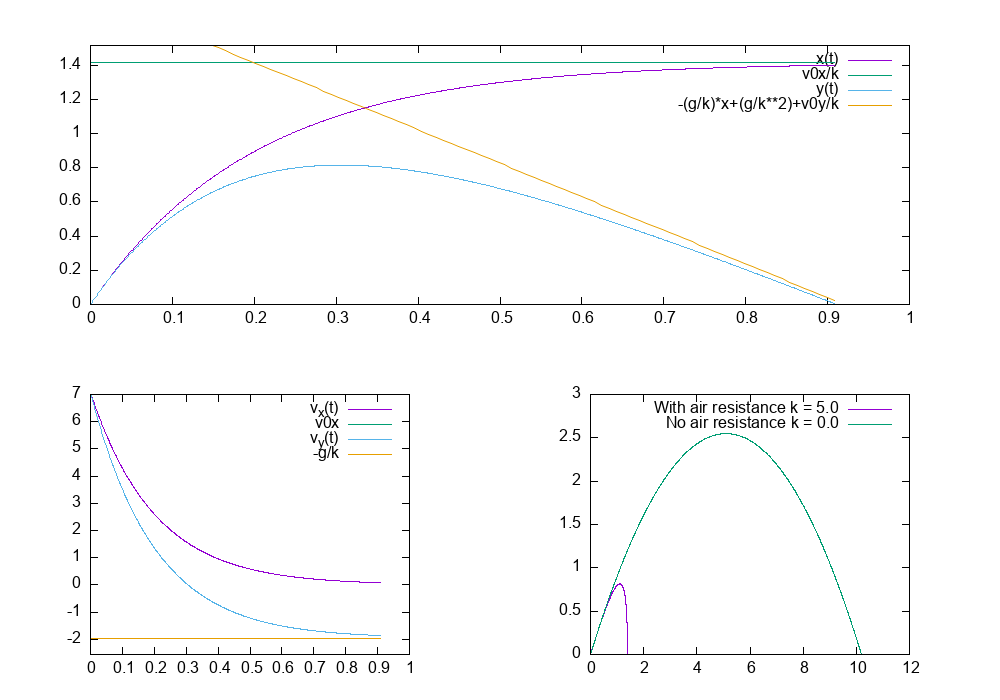 1.4
1.2
1
0.8
0.6
0.4
0.2
0
x(t)
v0x/k
y(t)
-(g/k)*x+(g/k**2)+v0y/k
0 0.1 0.2 0.3 0.4 0.5 0.6 0.7 0.8 0.9 1
7
6
5
4
3
2
1
0
-1
-2
vx(t)
v0x
vy(t)
-g/k
0 0.1 0.2 0.3 0.4 0.5 0.6 0.7 0.8 0.9 1
3
2.5
2
1.5
1
0.5
0
With air resistance k = 5.0
No air resistance k = 0.0
0 2 4 6 8 10 12